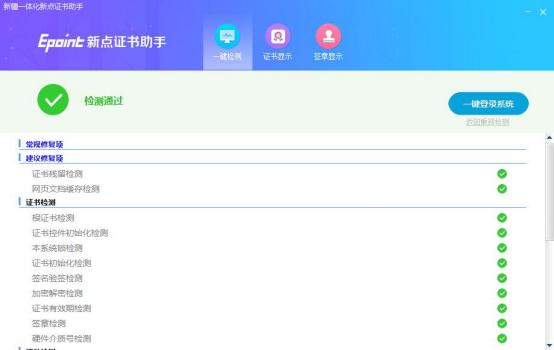 新疆一体化新点证书助手
Epoint 新点证书助手
一键检测
证书显示
签章显示
检测通过
一键登录系统
返回重新检测
常规修复项
建议修复项
证书残留检测
网页文档缓存检测
证书检测
根证书检测
证书控件初始化检测
本系统锁检测
证书初始化检测
签名验签检测
加密解密检测
证书有效期检测
签章检测
硬件介质号检测